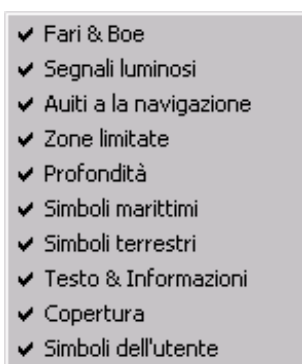 Fari & Boe
Segnali luminosi
Auiti a la navigazione
Zone limitate
Profondità
Simboli marittimi
Simboli terrestri
Testo & Informazioni
Copertura
Simboli dell'utente